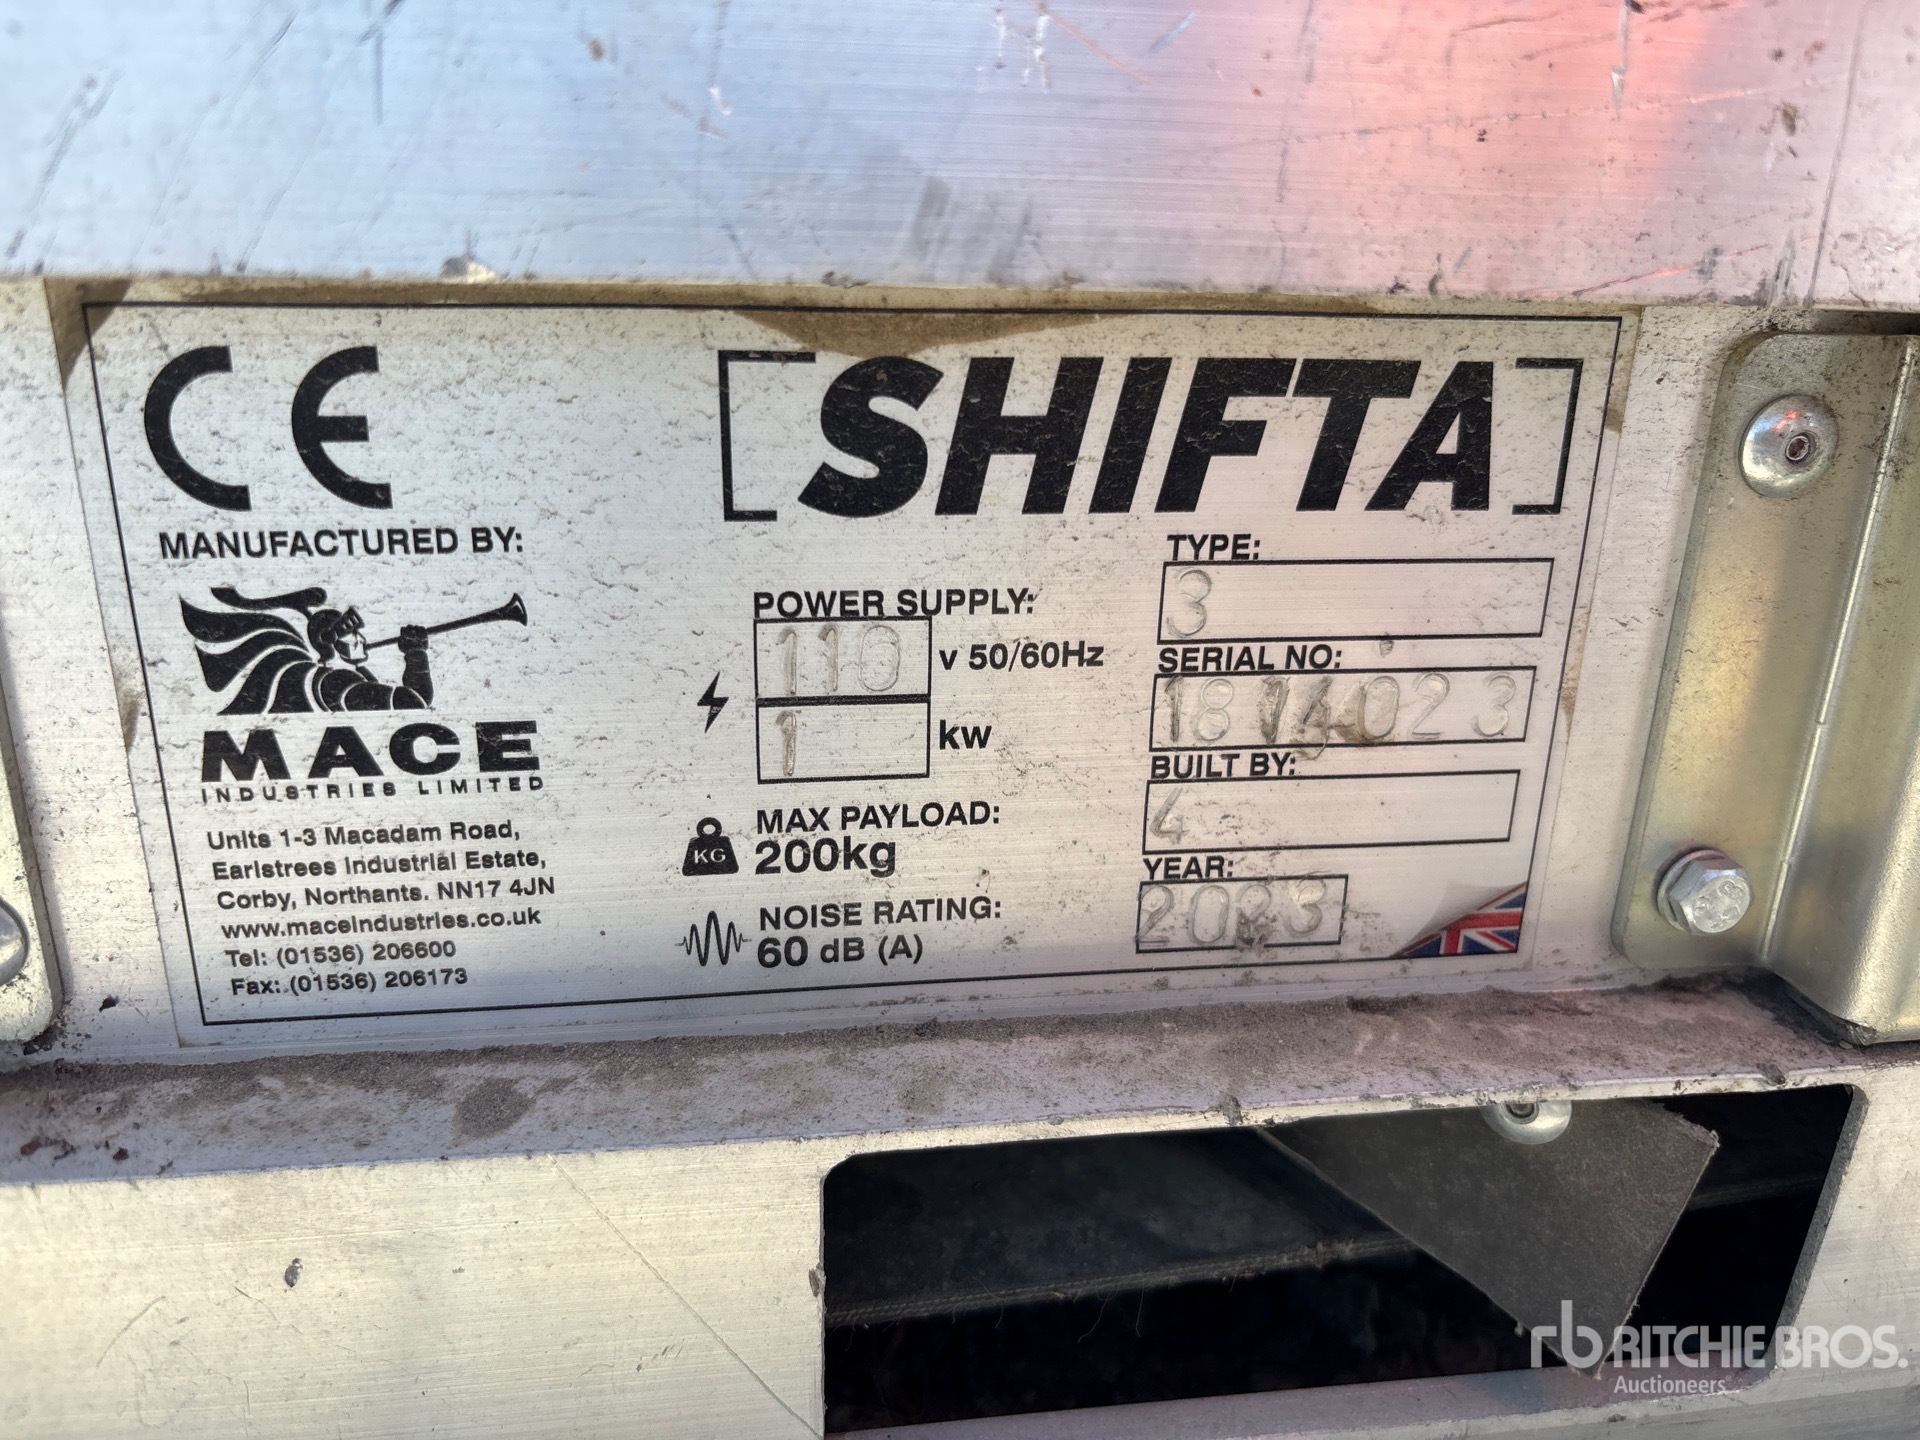 CE
[SHIFTA]
MANUFACTURED BY:
MACE
INDUSTRIES LIMITED
Units 1-3 Macadam Road,
Earlstrees Industrial Estate,
Corby, Northants. NN17 4JN
www.maceindustries.co.uk
Tel: (01536) 206600
Fax: (01536) 206173
POWER SUPPLY:
110 v 50/60Hz
1 kw
KG
MAX PAYLOAD:
200kg
NOISE RATING:
60 dB (A)
TYPE:
3
SERIAL NO:
BUILT BY:
4
YEAR:
2023
rb RITCHIE BROS.
Auctioneers